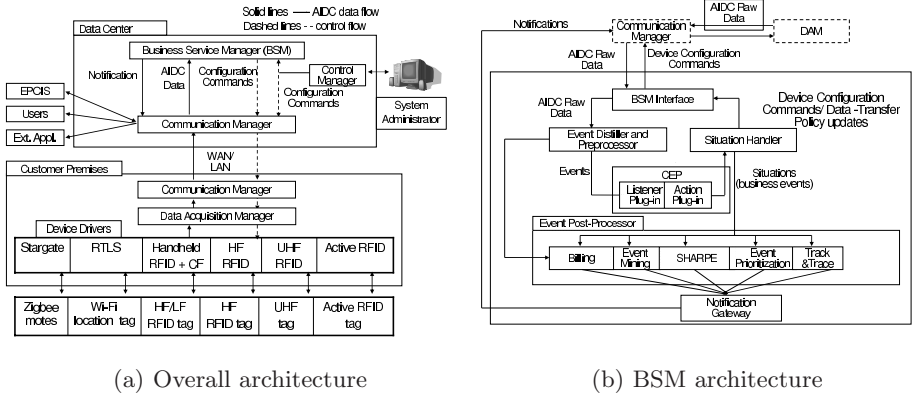 Solid lines — AIDC data flow
Dashed lines - - control flow
Data Center
Business Service Manager (BSM)
Notification
AIDC
Data
Configuration
Commands
Control
Manager
Configuration
Commands
System
Administrator
EPCIS
Users
Ext. Appl.
Communication Manager
WAN/
LAN
Customer Premises
Communication Manager
Data Acquisition Manager
Device Drivers
Stargate
RTLS
Handheld
RFID + CF
HF
RFID
UHF
RFID
Active RFID
Zigbee
motes
Wi-Fi
location tag
HF/LF
RFID tag
HF
RFID tag
UHF
tag
Active RFID
tag
(a) Overall architecture
Notifications
Communication
Manager
AIDC Raw
Data
DAM
AIDC Raw
Data
Device Configuration
Commands
BSM Interface
Device Configuration
Commands/ Data -Transfer
Policy updates
AIDC Raw
Data
Event Distiller and
Preprocessor
Situation Handler
Events
CEP
Listener
Plug-in
Action
Plug-in
Situations
(business events)
Event Post-Processor
Billing
Event
Mining
SHARPE
Event
Prioritization
Track
&Trace
Notification
Gateway
(b) BSM architecture